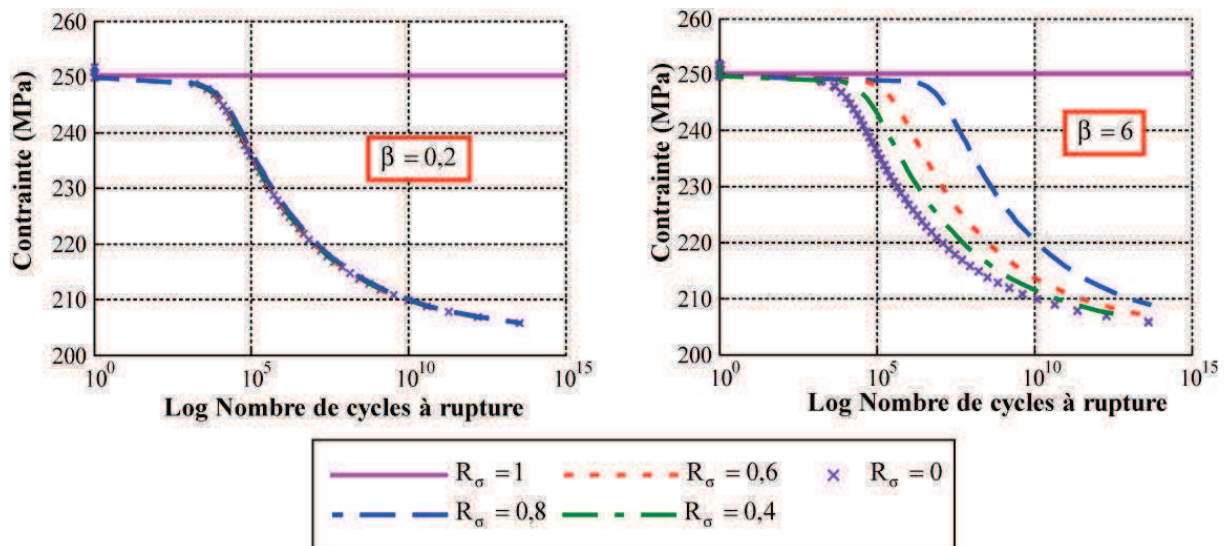 260
250
240
230
220
210
200
Contrainte (MPa)
β = 0,2
10^0
10^5
10^10
10^15
Log Nombre de cycles à rupture
260
250
240
230
220
210
200
Contrainte (MPa)
β = 6
10^0
10^5
10^10
10^15
Log Nombre de cycles à rupture
R_σ = 1
R_σ = 0,6
R_σ = 0
R_σ = 0,8
R_σ = 0,4